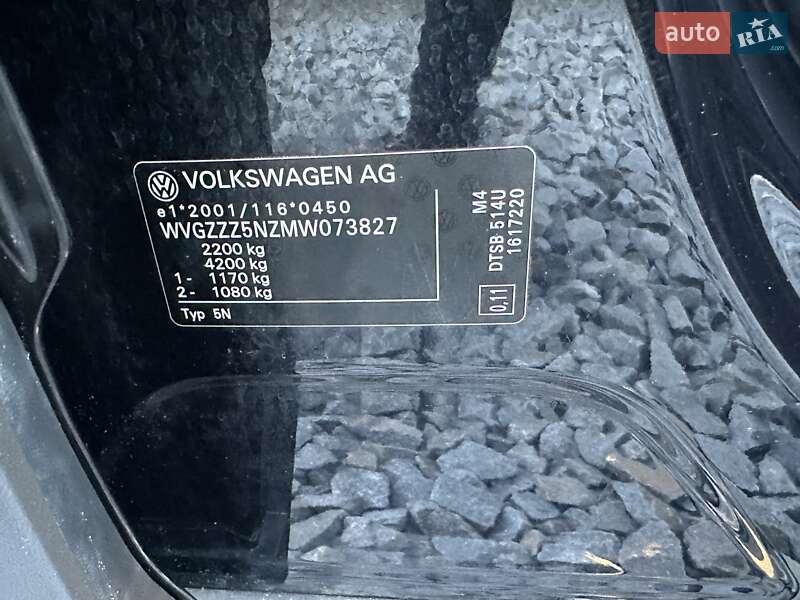 auto RIA
.com
VOLKSWAGEN AG
e1*2001/116*0450
WVGZZZ5NZMW073827
2200 kg
4200 kg
1- 1170 kg
2- 1080 kg
Typ 5N
M4
DTSB 514U
1617220
0,11